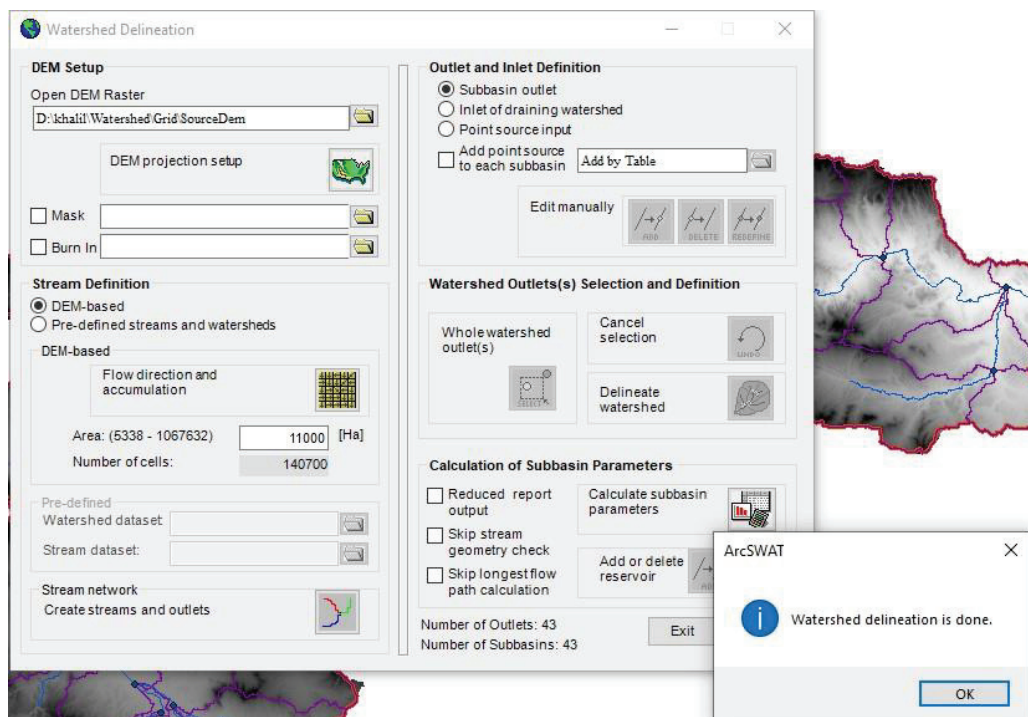 Watershed Delineation
DEM Setup
Open DEM Raster
D:\khalil\Watershed\Grid\SourceDem
DEM projection setup
Mask
Burn In
Stream Definition
DEM-based
Pre-defined streams and watersheds
DEM-based
Flow direction and
accumulation
Area: (5338 - 1067632)
11000
[Ha]
Number of cells:
140700
Pre-defined
Watershed dataset
Stream dataset:
Stream network
Create streams and outlets
Outlet and Inlet Definition
Subbasin outlet
Inlet of draining watershed
Point source input
Add point source
to each subbasin
Add by Table
Edit manually
ADD
DELETE
REDEFINE
Watershed Outlets(s) Selection and Definition
Whole watershed
outlet(s)
SELECT
Cancel
selection
UNDO
Delineate
watershed
Calculation of Subbasin Parameters
Reduced report
output
Skip stream
geometry check
Skip longest flow
path calculation
Calculate subbasin
parameters
Add or delete
reservoir
Number of Outlets: 43
Number of Subbasins: 43
Exit
ArcSWAT
Watershed delineation is done.
OK